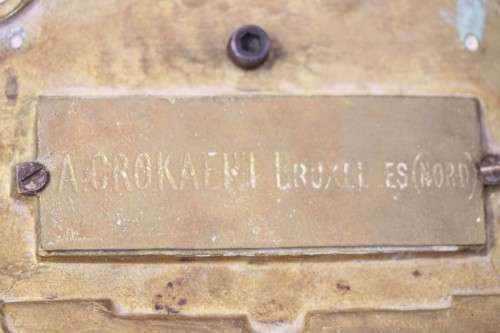 A. CROKAERT BRUXELLES (NORD)